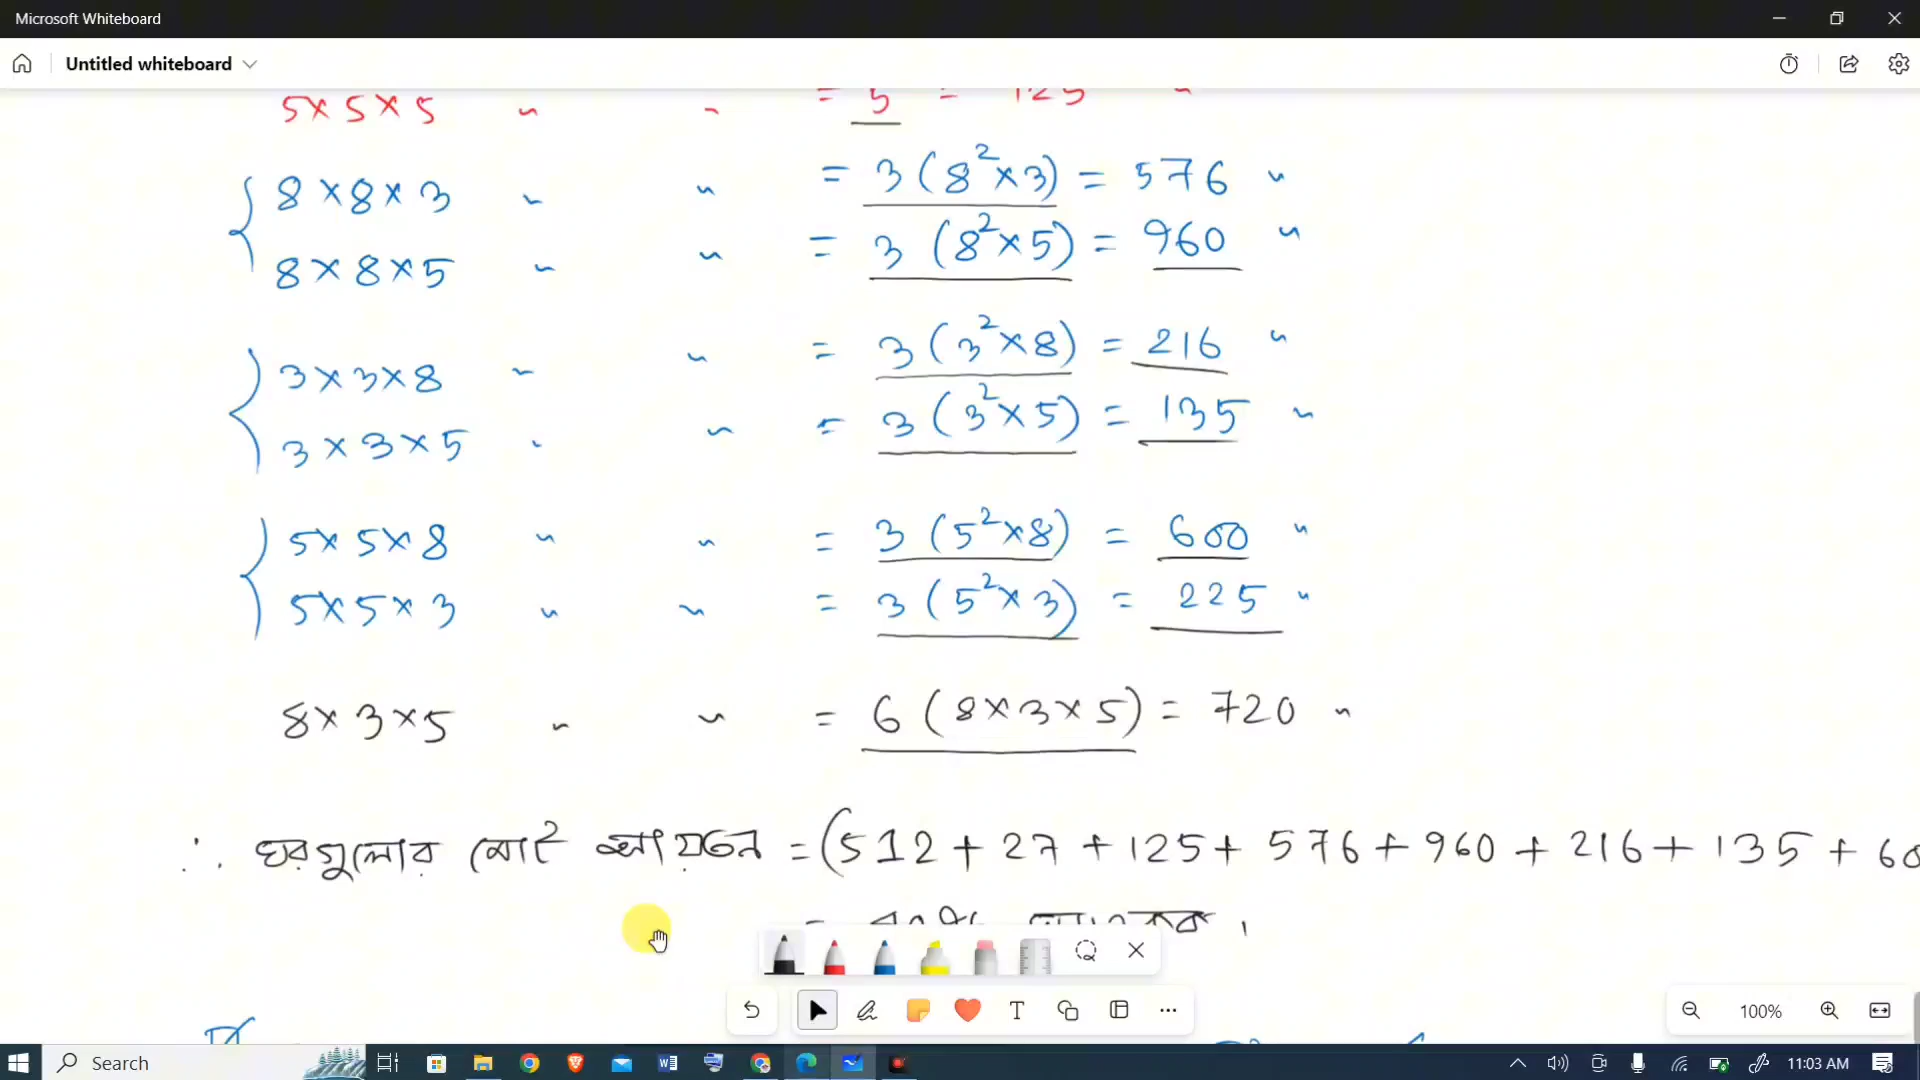 Microsoft Whiteboard
Untitled whiteboard
5×5×5 〃 〃 = 5 = 125 〃
8×8×3 〃 〃 = 3(8²×3) = 576 〃
8×8×5 〃 〃 = 3(8²×5) = 960 〃
3×3×8 〃 〃 = 3(3²×8) = 216 〃
3×3×5 〃 〃 = 3(3²×5) = 135 〃
5×5×8 〃 〃 = 3(5²×8) = 600 〃
5×5×3 〃 〃 = 3(5²×3) = 225 〃
8×3×5 〃 〃 = 6(8×3×5) = 720 〃
∴ ঘরগুলোর মোট আয়তন = (512 + 27 + 125 + 576 + 960 + 216 + 135 + 60
100%
Search
11:03 AM